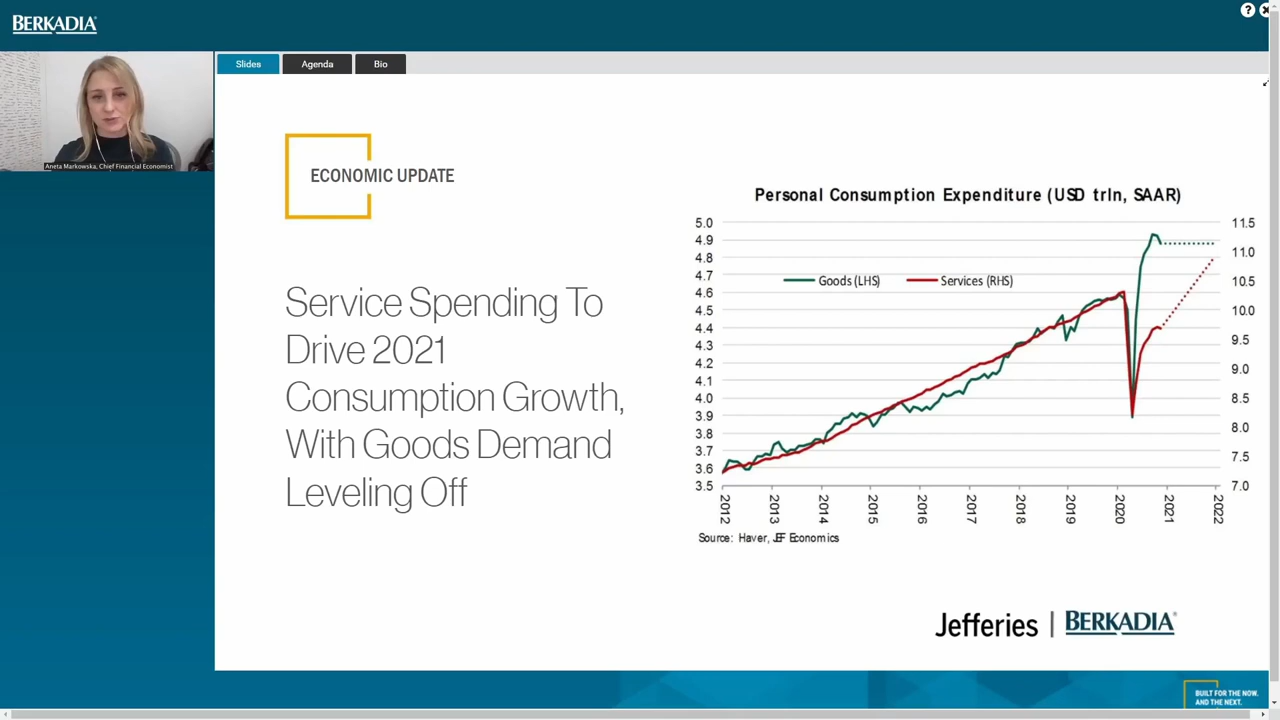 BERKADIA
Slides
Agenda
Bio
Aneta Markowska, Chief Financial Economist
ECONOMIC UPDATE
Service Spending To
Drive 2021
Consumption Growth,
With Goods Demand
Leveling Off
Personal Consumption Expenditure (USD trln, SAAR)
5.0
4.9
4.8
4.7
4.6
4.5
4.4
4.3
4.2
4.1
4.0
3.9
3.8
3.7
3.6
3.5
Goods (LHS)
Services (RHS)
11.5
11.0
10.5
10.0
9.5
9.0
8.5
8.0
7.5
7.0
2012
2013
2014
2015
2016
2017
2018
2019
2020
2021
2022
Source: Haver, JEF Economics
Jefferies | BERKADIA
BUILT FOR THE NOW.
AND THE NEXT.